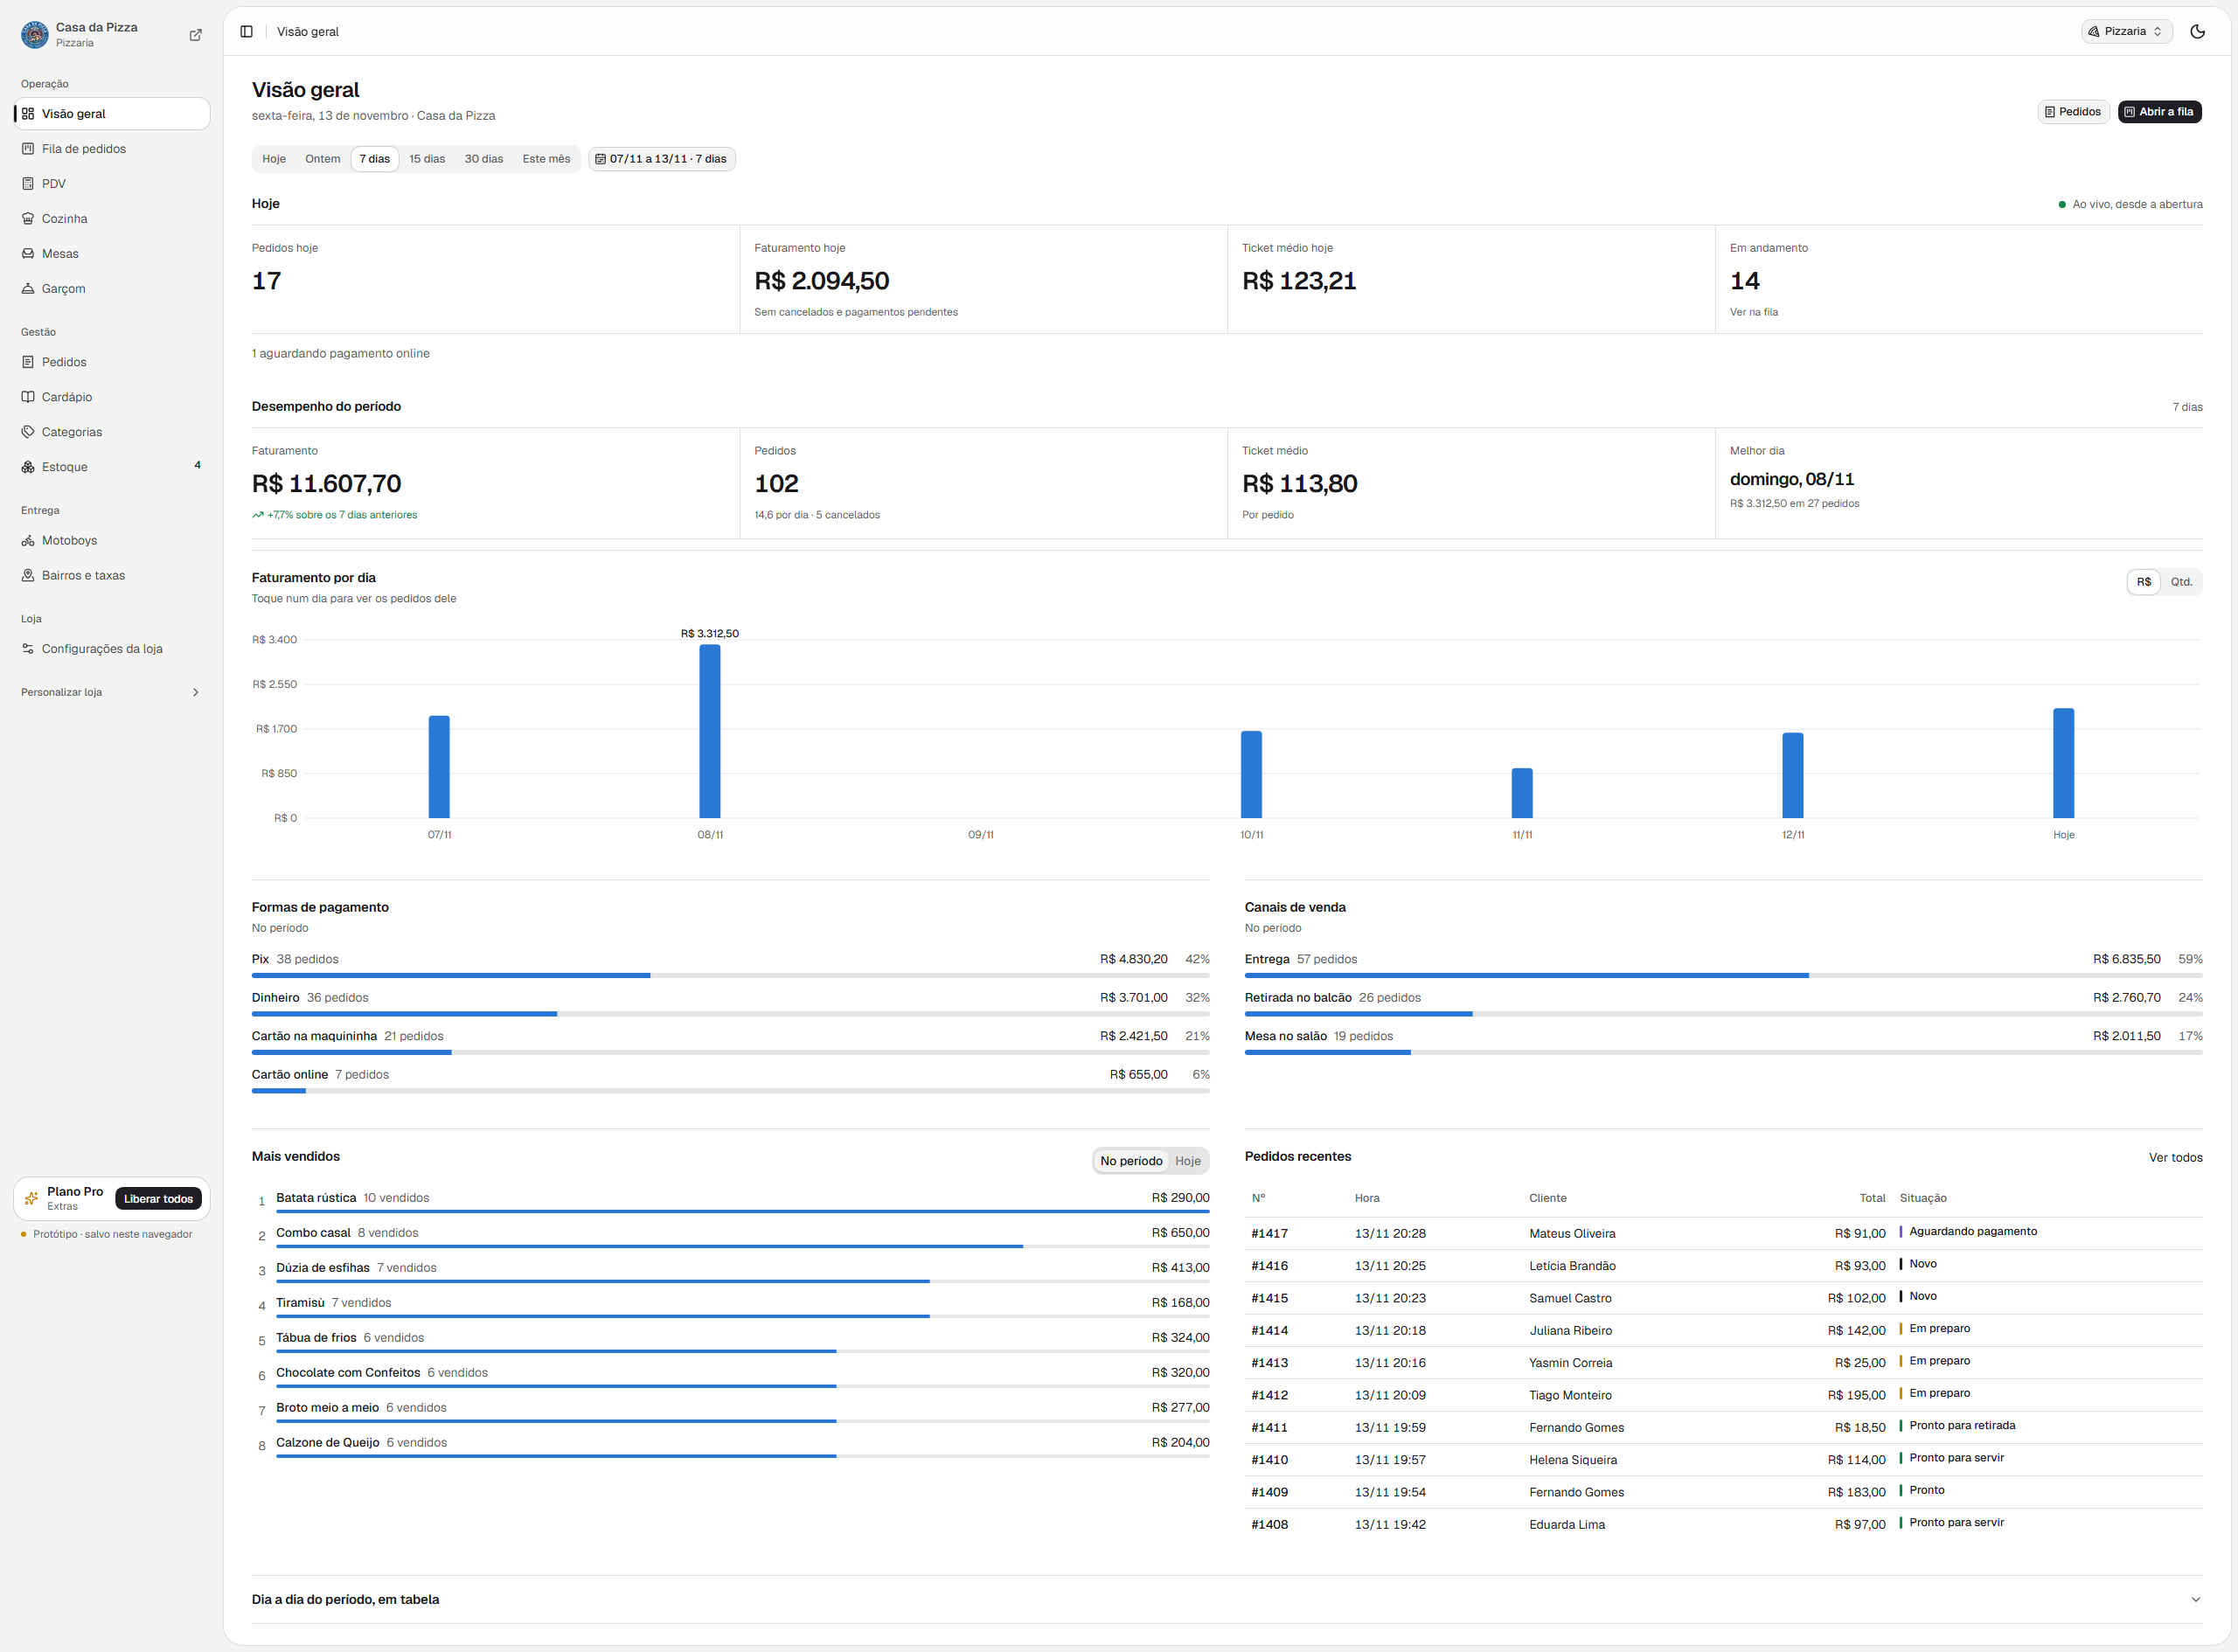 Casa da Pizza
Pizzaria
Operação
Visão geral
Fila de pedidos
PDV
Cozinha
Mesas
Garçom
Gestão
Pedidos
Cardápio
Categorias
Estoque 4
Entrega
Motoboys
Bairros e taxas
Loja
Configurações da loja
Personalizar loja
Plano Pro
Extras
Liberar todos
Protótipo · salvo neste navegador
Visão geral
Pizzaria
Visão geral
sexta-feira, 13 de novembro · Casa da Pizza
Pedidos
Abrir a fila
Hoje Ontem 7 dias 15 dias 30 dias Este mês 07/11 a 13/11 · 7 dias
Hoje
Ao vivo, desde a abertura
Pedidos hoje
17
Faturamento hoje
R$ 2.094,50
Sem cancelados e pagamentos pendentes
Ticket médio hoje
R$ 123,21
Em andamento
14
Ver na fila
1 aguardando pagamento online
Desempenho do período
7 dias
Faturamento
R$ 11.607,70
+7,7% sobre os 7 dias anteriores
Pedidos
102
14,6 por dia · 5 cancelados
Ticket médio
R$ 113,80
Por pedido
Melhor dia
domingo, 08/11
R$ 3.312,50 em 27 pedidos
Faturamento por dia
Toque num dia para ver os pedidos dele
R$ Qtd.
R$ 3.312,50
R$ 3.400
R$ 2.550
R$ 1.700
R$ 850
R$ 0
07/11 08/11 09/11 10/11 11/11 12/11 Hoje
Formas de pagamento
No período
Pix 38 pedidos R$ 4.830,20 42%
Dinheiro 36 pedidos R$ 3.701,00 32%
Cartão na maquininha 21 pedidos R$ 2.421,50 21%
Cartão online 7 pedidos R$ 655,00 6%
Canais de venda
No período
Entrega 57 pedidos R$ 6.835,50 59%
Retirada no balcão 26 pedidos R$ 2.760,70 24%
Mesa no salão 19 pedidos R$ 2.011,50 17%
Mais vendidos
No período Hoje
1 Batata rústica 10 vendidos R$ 290,00
2 Combo casal 8 vendidos R$ 650,00
3 Dúzia de esfihas 7 vendidos R$ 413,00
4 Tiramisù 7 vendidos R$ 168,00
5 Tábua de frios 6 vendidos R$ 324,00
6 Chocolate com Confeitos 6 vendidos R$ 320,00
7 Broto meio a meio 6 vendidos R$ 277,00
8 Calzone de Queijo 6 vendidos R$ 204,00
Pedidos recentes
Ver todos
Nº Hora Cliente Total Situação
#1417 13/11 20:28 Mateus Oliveira R$ 91,00 Aguardando pagamento
#1416 13/11 20:25 Letícia Brandão R$ 93,00 Novo
#1415 13/11 20:23 Samuel Castro R$ 102,00 Novo
#1414 13/11 20:18 Juliana Ribeiro R$ 142,00 Em preparo
#1413 13/11 20:16 Yasmin Correia R$ 25,00 Em preparo
#1412 13/11 20:09 Tiago Monteiro R$ 195,00 Em preparo
#1411 13/11 19:59 Fernando Gomes R$ 18,50 Pronto para retirada
#1410 13/11 19:57 Helena Siqueira R$ 114,00 Pronto para servir
#1409 13/11 19:54 Fernando Gomes R$ 183,00 Pronto
#1408 13/11 19:42 Eduarda Lima R$ 97,00 Pronto para servir
Dia a dia do período, em tabela